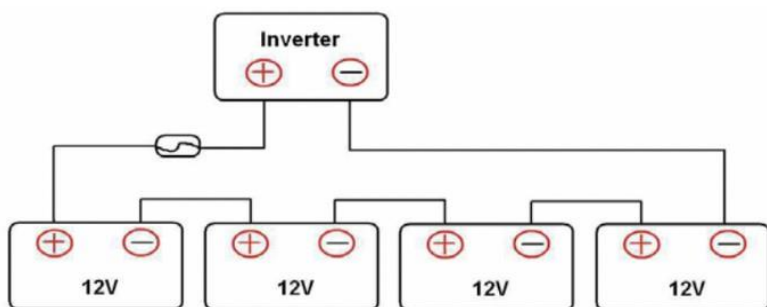 Inverter
+ −
+ − + − + − + −
12V 12V 12V 12V